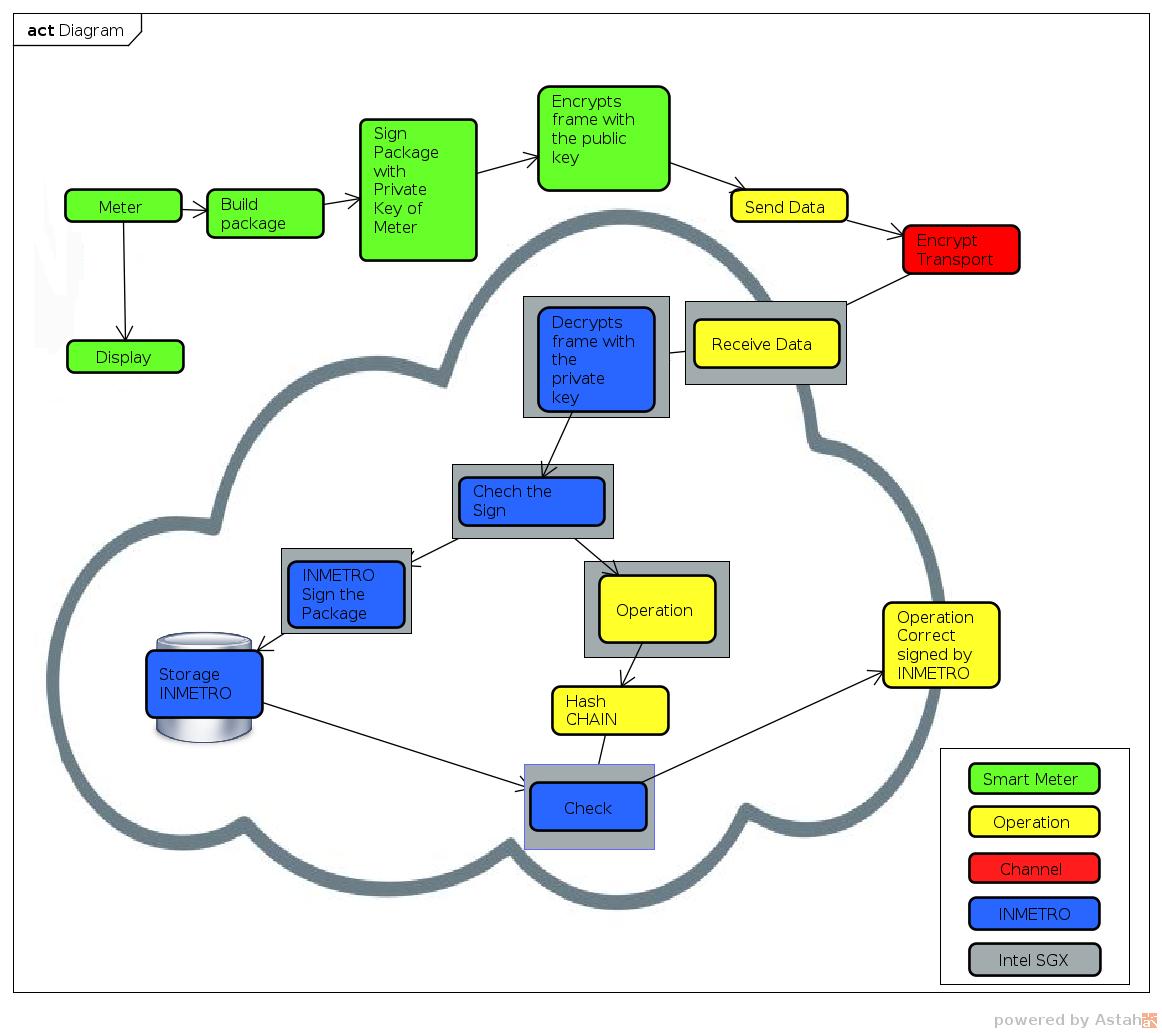 act Diagram
Encrypts
frame with
the public
key
Sign
Package
with
Private
Key of
Meter
Meter
Build
package
Send Data
Encrypt
Transport
Display
Decrypts
frame with
the
private
key
Receive Data
Chech the
Sign
INMETRO
Sign the
Package
Operation
Operation
Correct
signed by
INMETRO
Storage
INMETRO
Hash
CHAIN
Check
Smart Meter
Operation
Channel
INMETRO
Intel SGX
powered by Astah